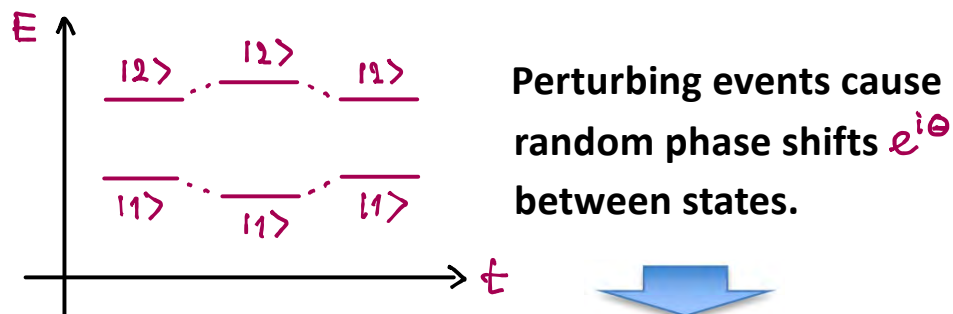 E
|2> |2> |2>
|1> |1> |1>
t
Perturbing events cause
random phase shifts e^{iΘ}
between states.